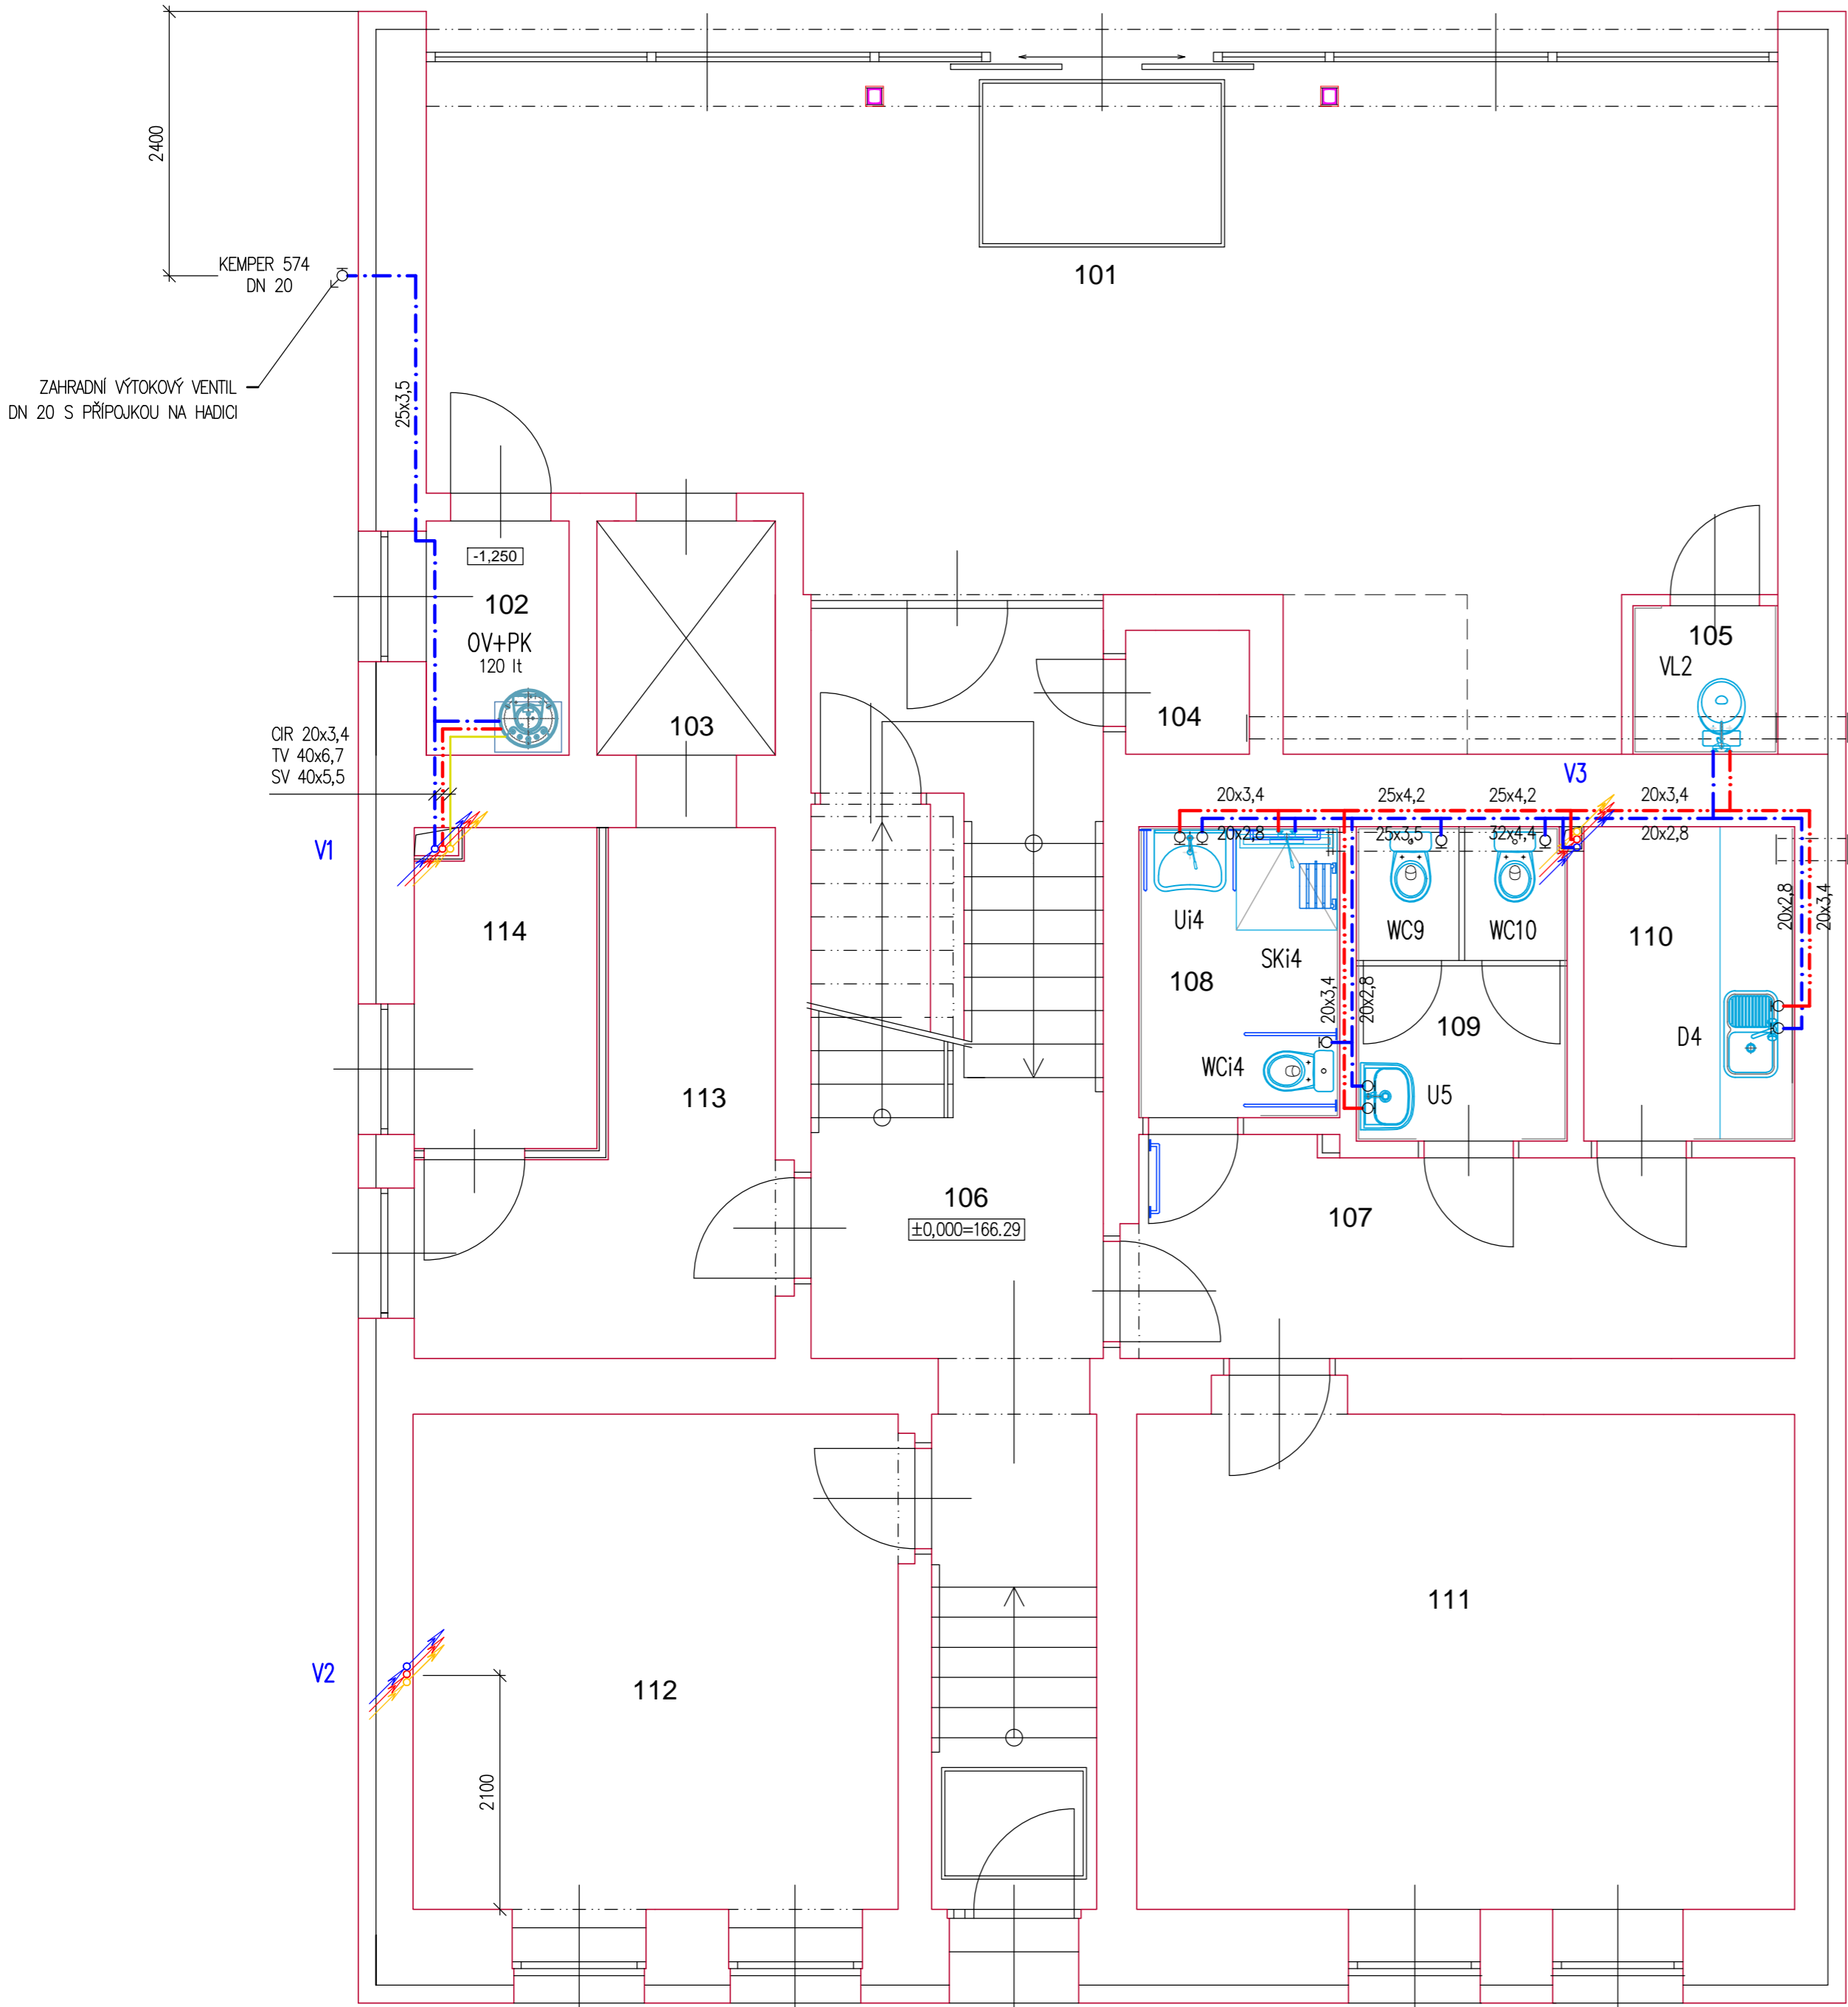 2400
KEMPER 574
DN 20
101
ZAHRADNÍ VÝTOKOVÝ VENTIL
DN 20 S PŘÍPOJKOU NA HADICI
25x3,5
-1,250
102
OV+PK
120 lt
103
104
105
VL2
CIR 20x3,4
TV 40x6,7
SV 40x5,5
V1
V3
20x3,4
25x4,2
25x4,2
20x3,4
20x2,8
25x3,5
32x4,4
20x2,8
20x2,8
20x3,4
114
Ui4
SKi4
WC9
WC10
110
108
20x3,4
20x2,8
109
D4
WCi4
U5
113
106
±0,000=166.29
107
111
V2
112
2100